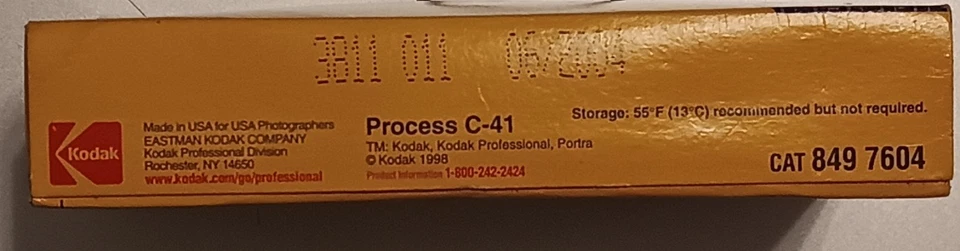 3811 011 06/2004
Storage: 55°F (13°C) recommended but not required.
Kodak
Made in USA for USA Photographers
EASTMAN KODAK COMPANY
Kodak Professional Division
Rochester, NY 14650
www.kodak.com/go/professional
Process C-41
TM: Kodak, Kodak Professional, Portra
© Kodak 1998
Product Information 1-800-242-2424
CAT 849 7604